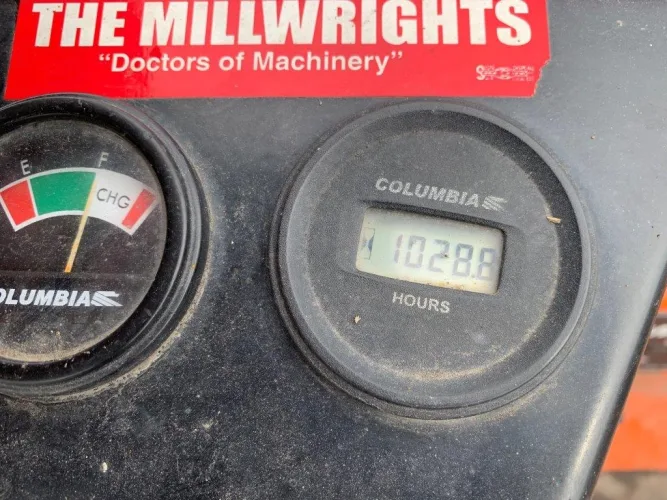 THE MILLWRIGHTS
"Doctors of Machinery"
E F
CHG
COLUMBIA
COLUMBIA
1028.8
HOURS